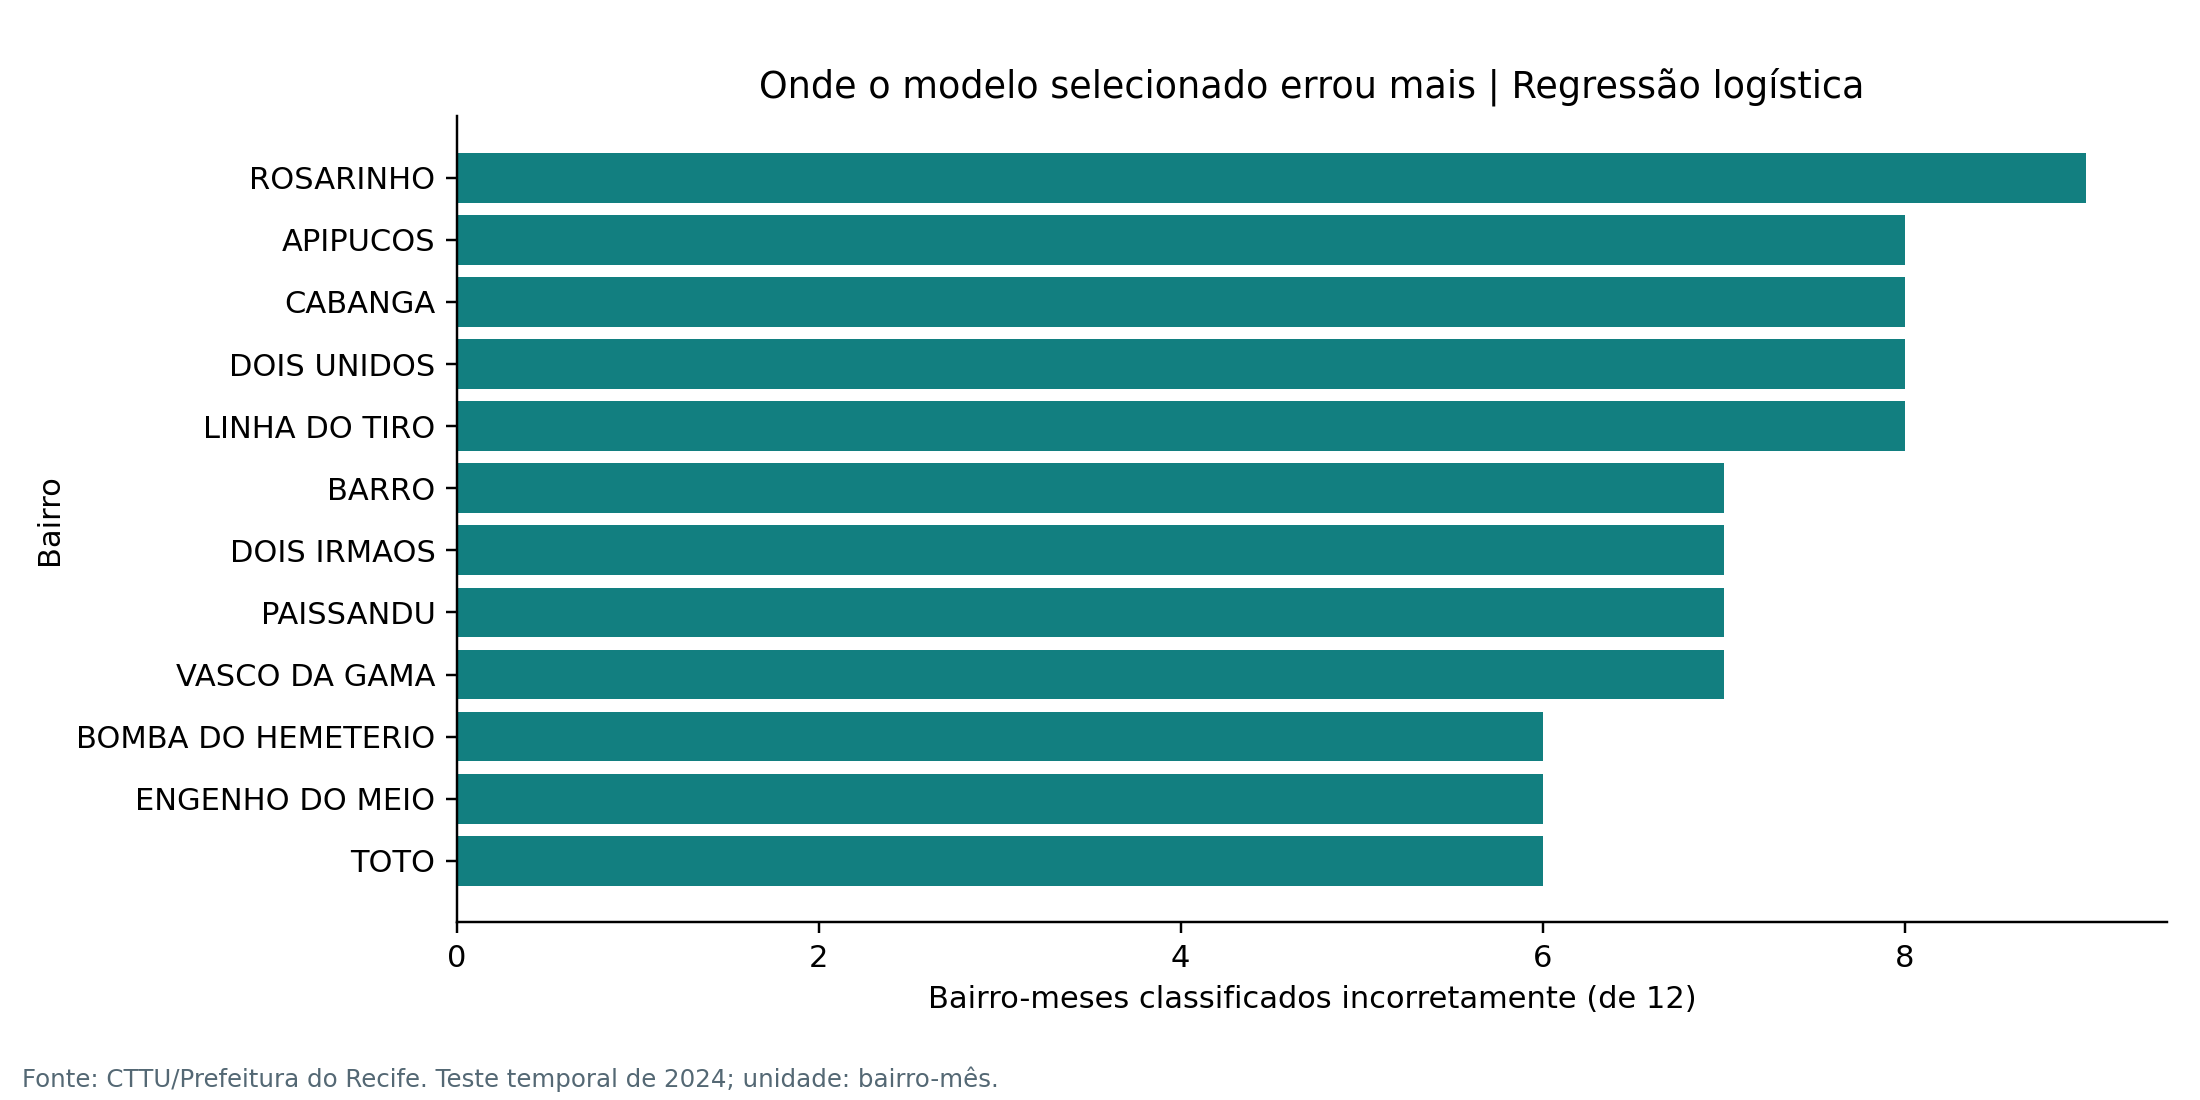 Onde o modelo selecionado errou mais | Regressão logística
ROSARINHO
APIPUCOS
CABANGA
DOIS UNIDOS
LINHA DO TIRO
BARRO
DOIS IRMAOS
PAISSANDU
VASCO DA GAMA
BOMBA DO HEMETERIO
ENGENHO DO MEIO
TOTO
Bairro
0 2 4 6 8
Bairro-meses classificados incorretamente (de 12)
Fonte: CTTU/Prefeitura do Recife. Teste temporal de 2024; unidade: bairro-mês.